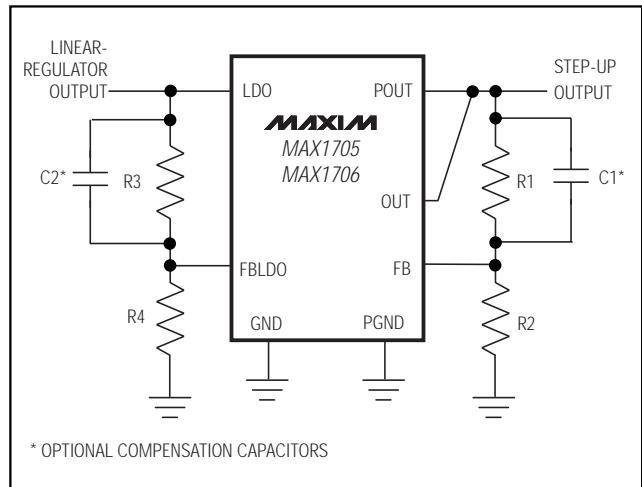 LINEAR-
REGULATOR
OUTPUT
LDO
POUT
STEP-UP
OUTPUT
MAXIM
MAX1705
MAX1706
C2*
R3
R1
C1*
OUT
FBLDO
FB
R4
GND
PGND
R2
* OPTIONAL COMPENSATION CAPACITORS